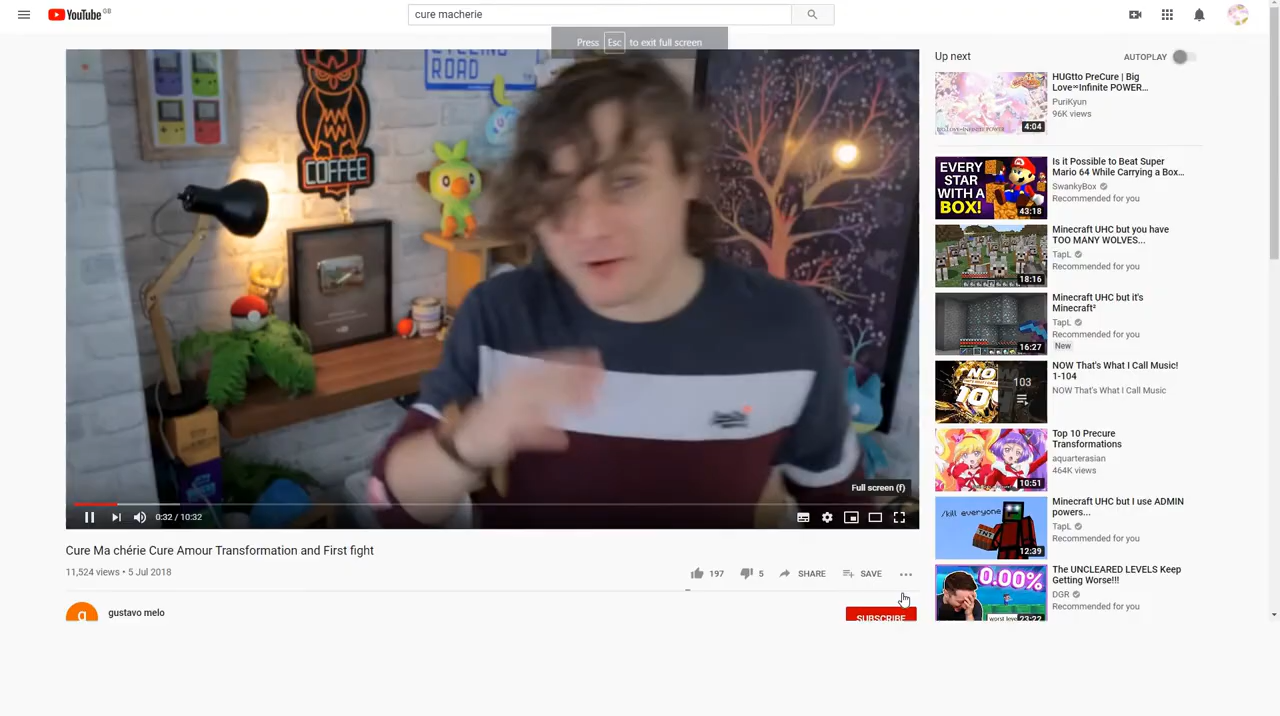 YouTube GB
cure macherie
Press Esc to exit full screen
CYCLING
ROAD
COFFEE
Full screen (f)
0:32 / 10:32
Cure Ma chérie Cure Amour Transformation and First fight
11,524 views • 5 Jul 2018
197
5
SHARE
SAVE
gustavo melo
SUBSCRIBE
Up next
AUTOPLAY
4:04
HUGtto PreCure | Big
Love∞Infinite POWER...
PuriKyun
96K views
EVERY
STAR
WITH A
BOX!
43:18
Is it Possible to Beat Super
Mario 64 While Carrying a Box...
SwankyBox
Recommended for you
18:16
Minecraft UHC but you have
TOO MANY WOLVES...
TapL
Recommended for you
16:27
Minecraft UHC but it's
Minecraft²
TapL
Recommended for you
New
103
NOW That's What I Call Music!
1-104
NOW That's What I Call Music
10:51
Top 10 Precure
Transformations
aquarterasian
464K views
/kill everyone
12:39
Minecraft UHC but I use ADMIN
powers...
TapL
Recommended for you
0.00%
23:22
The UNCLEARED LEVELS Keep
Getting Worse!!!
DGR
Recommended for you